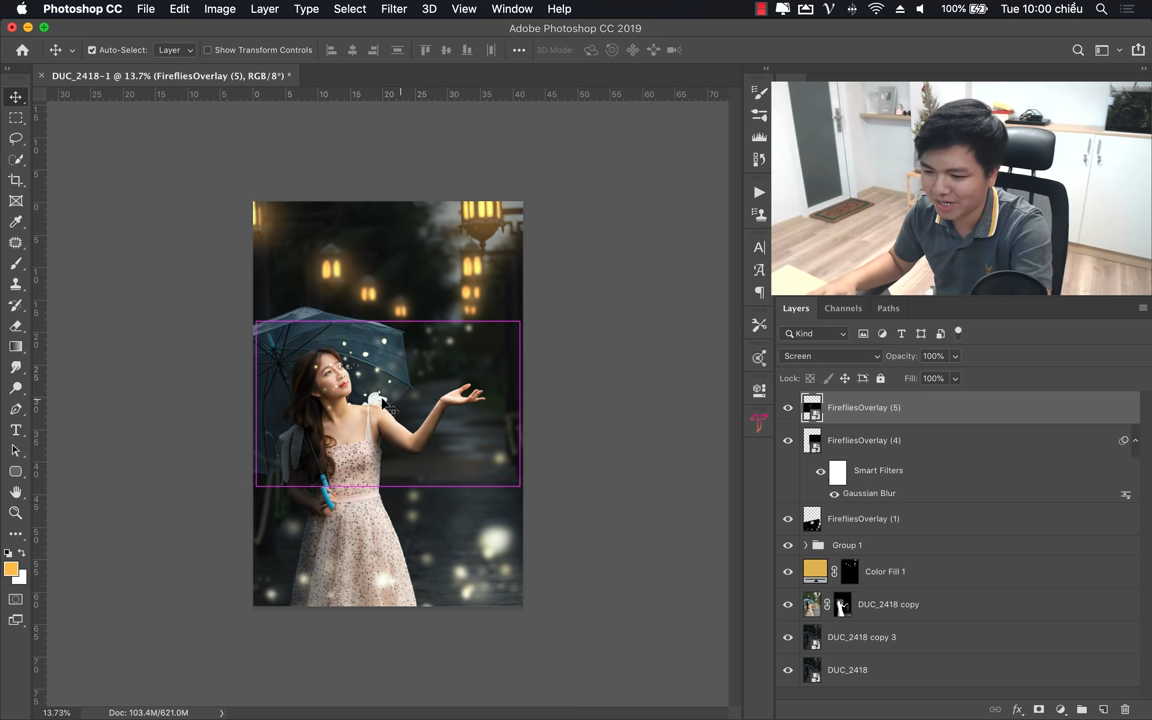 Photoshop CC File Edit Image Layer Type Select Filter 3D View Window Help 100% Tue 10:00 chiều
Adobe Photoshop CC 2019
Auto-Select: Layer Show Transform Controls 3D Mode:
DUC_2418-1 @ 13.7% (FirefliesOverlay (5), RGB/8*) *
30 25 20 15 10 5 0 5 10 15 20 25 30 35 40 45 50 55 60 65 70
Layers Channels Paths
Kind
Screen Opacity: 100%
Lock: Fill: 100%
FirefliesOverlay (5)
FirefliesOverlay (4)
Smart Filters
Gaussian Blur
FirefliesOverlay (1)
Group 1
Color Fill 1
DUC_2418 copy
DUC_2418 copy 3
DUC_2418
13.73% Doc: 103.4M/621.0M